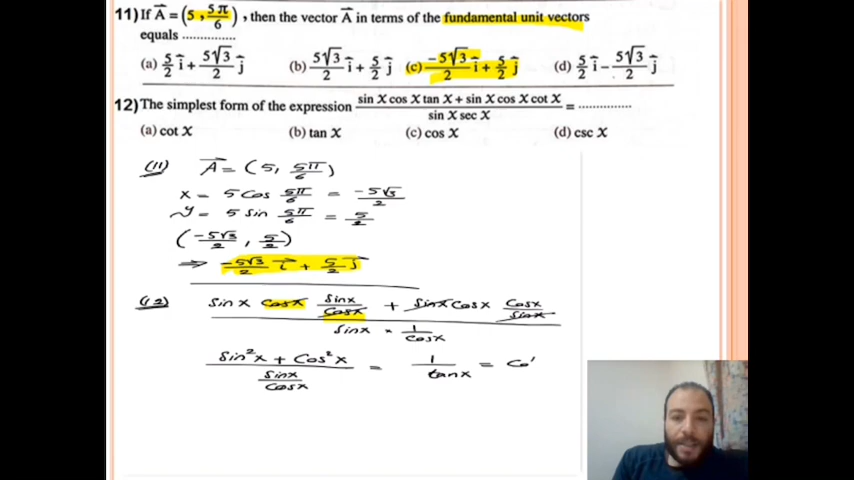 11) If A⃗ = (5, 5π/6), then the vector A⃗ in terms of the fundamental unit vectors
equals ..............
(a) 5/2 i⃗ + 5√3/2 j⃗ (b) 5√3/2 i⃗ + 5/2 j⃗ (c) -5√3/2 i⃗ + 5/2 j⃗ (d) 5/2 i⃗ - 5√3/2 j⃗
12) The simplest form of the expression (sin X cos X tan X + sin X cos X cot X)/(sin X sec X) = ..............
(a) cot X (b) tan X (c) cos X (d) csc X
(11) A⃗ = (5, 5π/6)
x = 5 cos 5π/6 = -5√3/2
y = 5 sin 5π/6 = 5/2
(-5√3/2, 5/2)
⇒ -5√3/2 i⃗ + 5/2 j⃗
(12) (sinx cosx sinx/cosx + sinx cosx cosx/sinx)/(sinx × 1/cosx)
(sin²x + cos²x)/(sinx/cosx) = 1/tanx = co